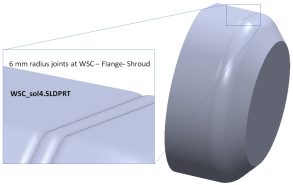 6 mm radius joints at WSC – Flange- Shroud
WSC_sol4.SLDPRT